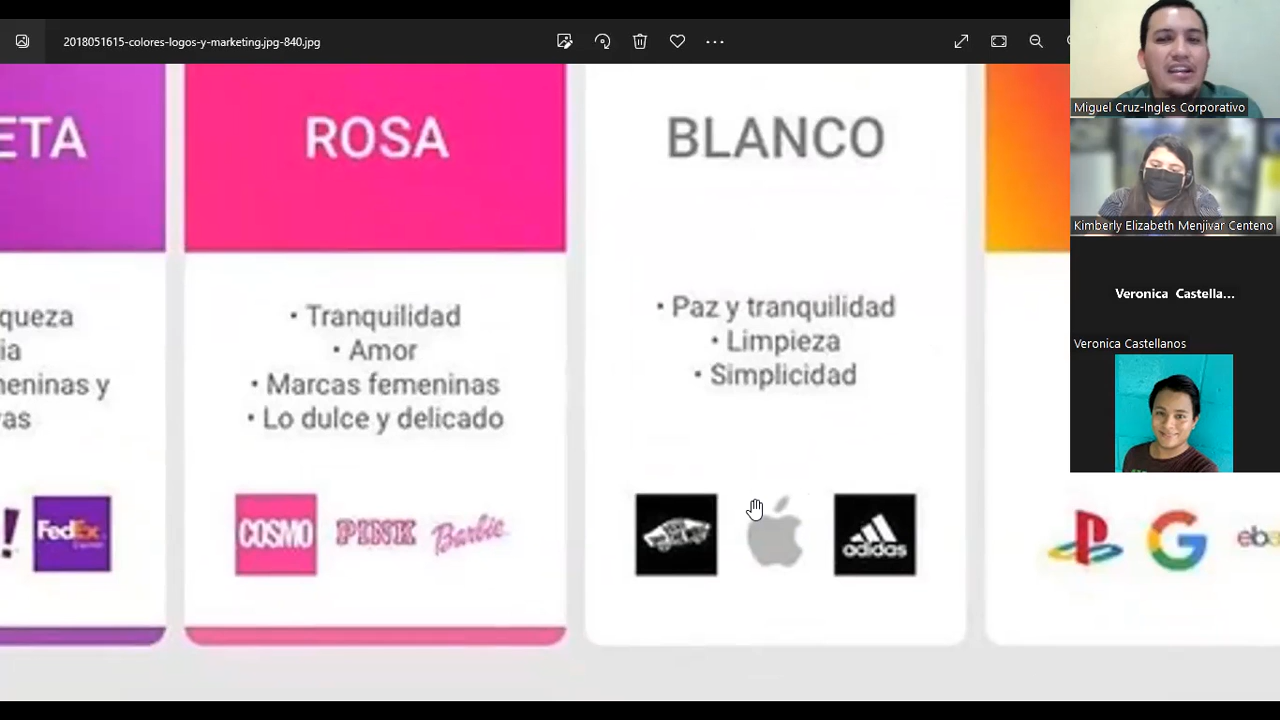 2018051615-colores-logos-y-marketing.jpg-840.jpg
Miguel Cruz-Ingles Corporativo
Kimberly Elizabeth Menjivar Centeno
Veronica Castella...
Veronica Castellanos
ETA
queza
ia
meninas y
vas
!
FedEx
ROSA
• Tranquilidad
• Amor
• Marcas femeninas
• Lo dulce y delicado
COSMO
PINK
Barbie
BLANCO
• Paz y tranquilidad
• Limpieza
• Simplicidad
adidas
G
eba